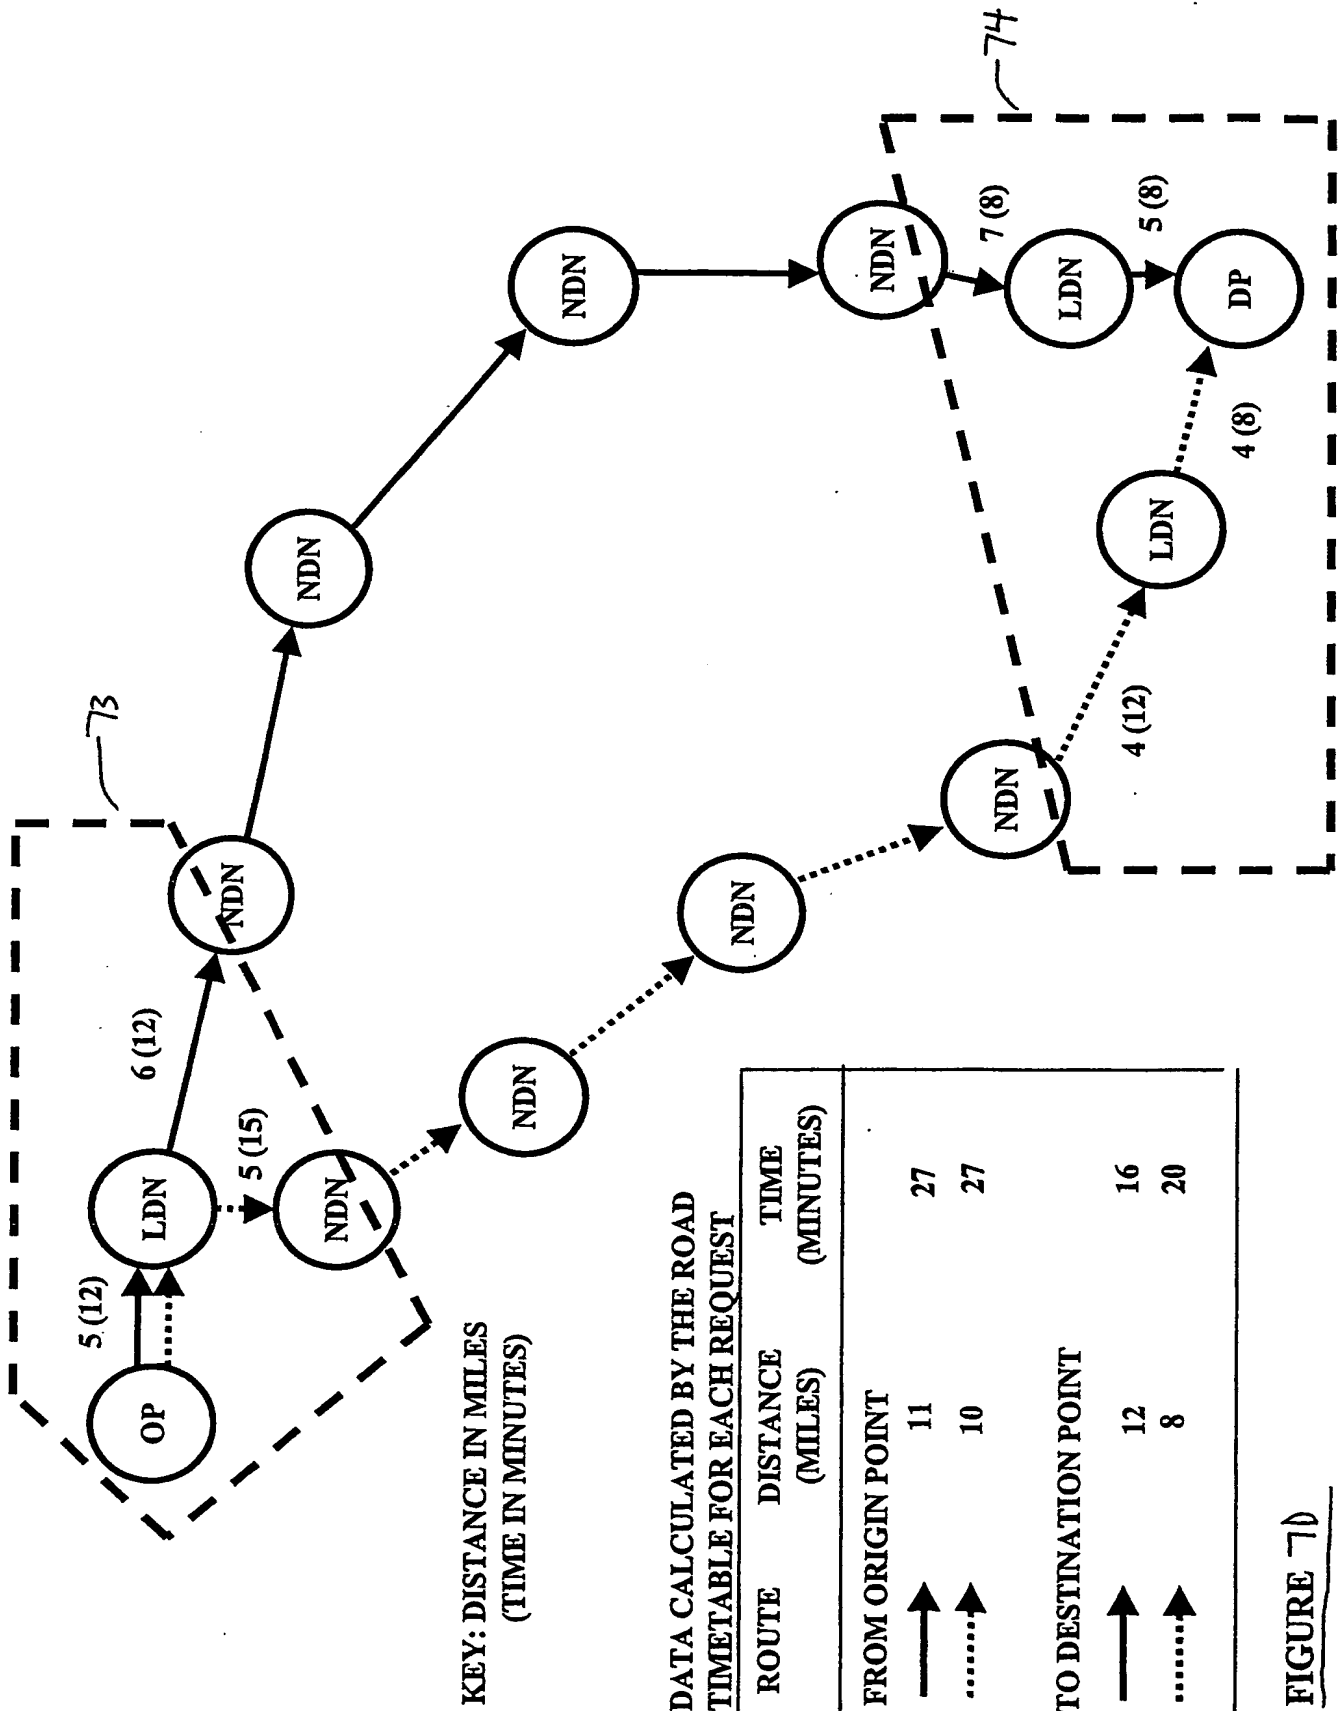 73
74
OP
5 (12)
LDN
6 (12)
NDN
5 (15)
NDN
NDN
NDN
NDN
NDN
NDN
NDN
7 (8)
LDN
5 (8)
DP
4 (12)
LDN
4 (8)
KEY: DISTANCE IN MILES
(TIME IN MINUTES)
DATA CALCULATED BY THE ROAD
TIMETABLE FOR EACH REQUEST
ROUTE DISTANCE TIME
(MILES) (MINUTES)
FROM ORIGIN POINT
11 27
10 27
TO DESTINATION POINT
12 16
8 20
FIGURE 7D